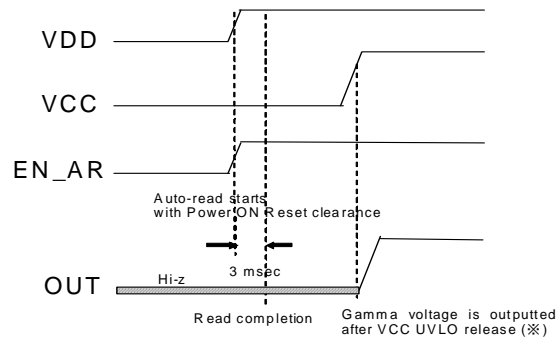 VDD
VCC
EN_AR
Auto-read starts
with Power ON Reset clearance
3 msec
Hi-z
OUT
Read completion
Gamma voltage is outputted
after VCC UVLO release (※)